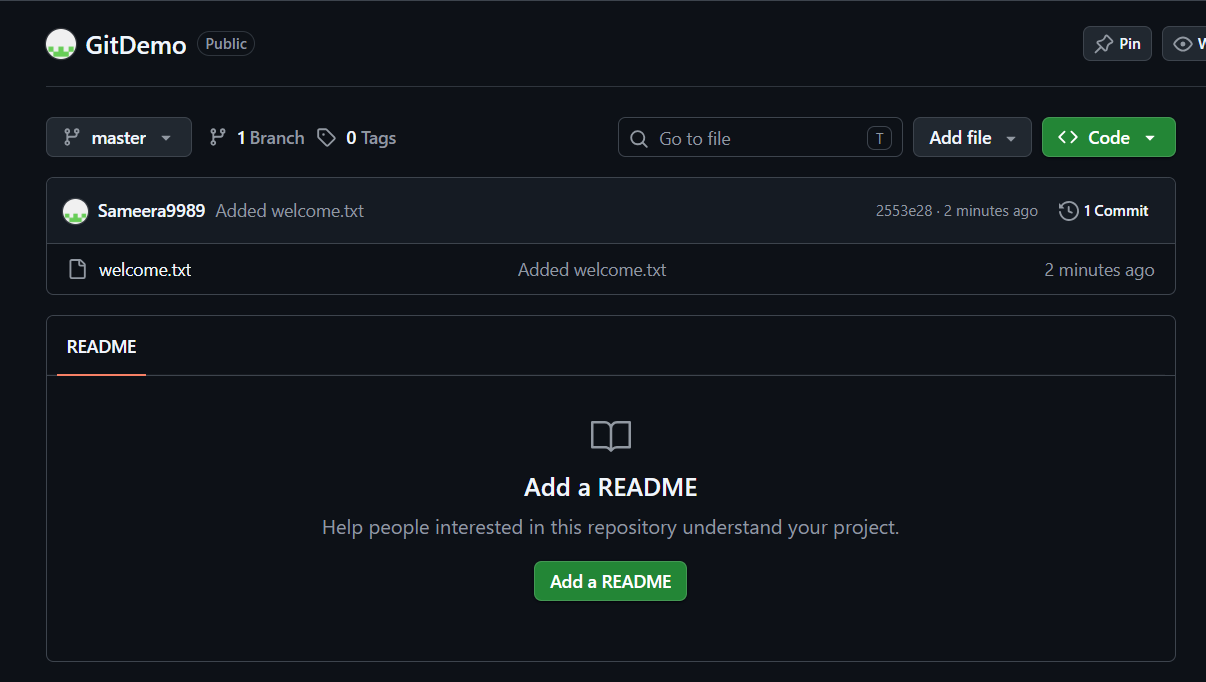 GitDemo Public Pin
master 1 Branch 0 Tags Go to file T Add file Code
Sameera9989 Added welcome.txt 2553e28 · 2 minutes ago 1 Commit
welcome.txt Added welcome.txt 2 minutes ago
README
Add a README
Help people interested in this repository understand your project.
Add a README